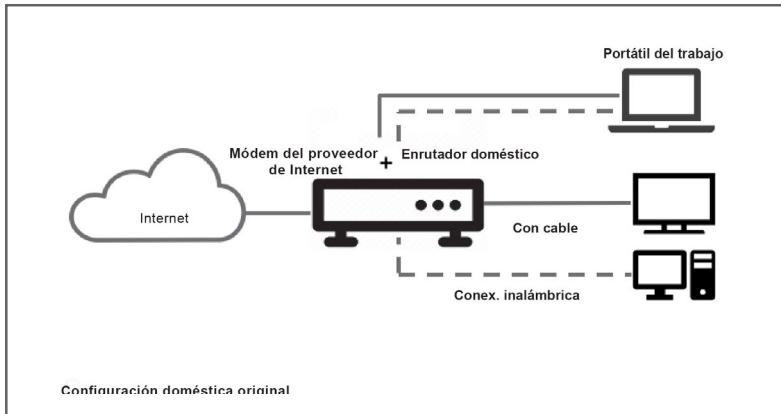 Portátil del trabajo
Módem del proveedor
de Internet
+
Enrutador doméstico
Internet
Con cable
Conex. inalámbrica
Configuración doméstica original